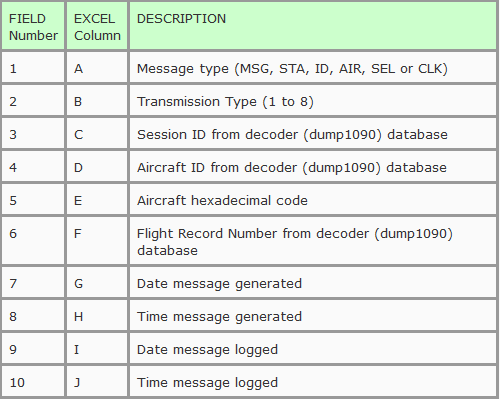 FIELD EXCEL DESCRIPTION
Number Column
1 A Message type (MSG, STA, ID, AIR, SEL or CLK)
2 B Transmission Type (1 to 8)
3 C Session ID from decoder (dump1090) database
4 D Aircraft ID from decoder (dump1090) database
5 E Aircraft hexadecimal code
6 F Flight Record Number from decoder (dump1090)
database
7 G Date message generated
8 H Time message generated
9 I Date message logged
10 J Time message logged